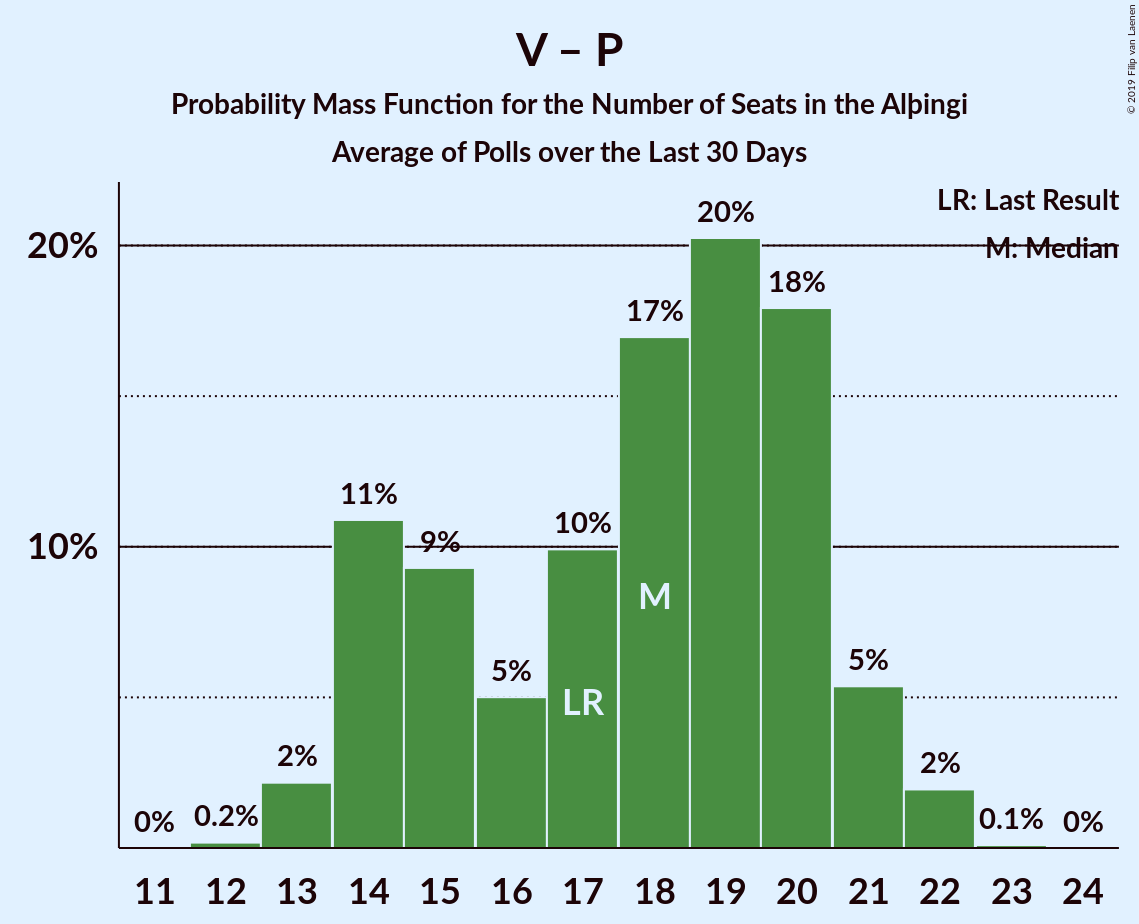 V – P
Probability Mass Function for the Number of Seats in the Alþingi
Average of Polls over the Last 30 Days
© 2019 Filip van Laenen
LR: Last Result
M: Median
20%
10%
0%
0.2%
2%
11%
9%
5%
10%
17%
20%
18%
5%
2%
0.1%
0%
LR
M
11 12 13 14 15 16 17 18 19 20 21 22 23 24